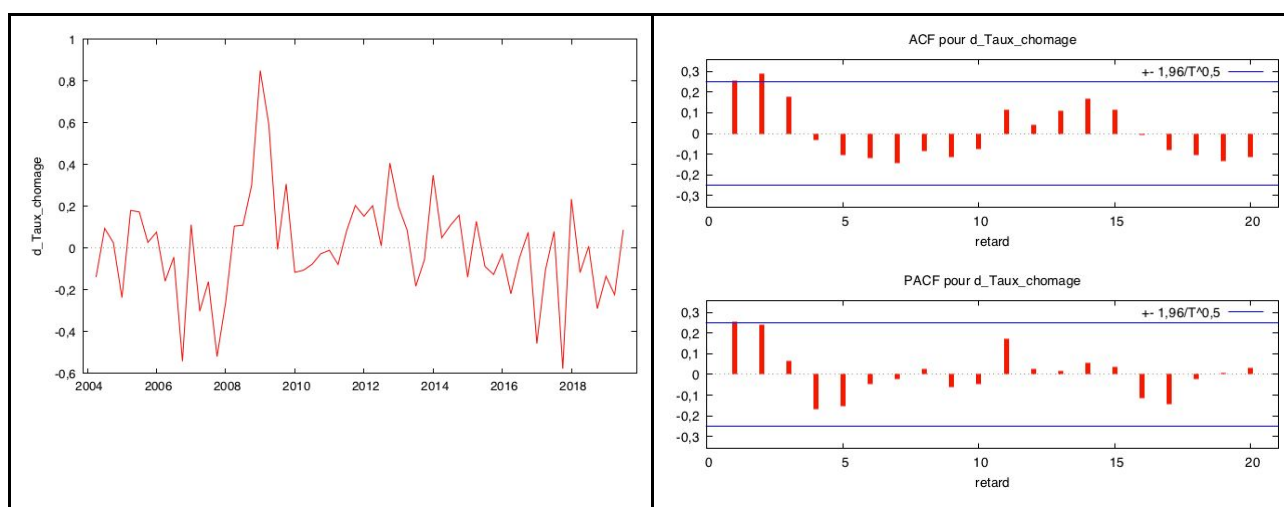 1
0,8
0,6
0,4
0,2
0
-0,2
-0,4
-0,6
d_Taux_chomage
2004 2006 2008 2010 2012 2014 2016 2018
ACF pour d_Taux_chomage
+- 1,96/T^0,5
0,3
0,2
0,1
0
-0,1
-0,2
-0,3
0 5 10 15 20
retard
PACF pour d_Taux_chomage
+- 1,96/T^0,5
0,3
0,2
0,1
0
-0,1
-0,2
-0,3
0 5 10 15 20
retard